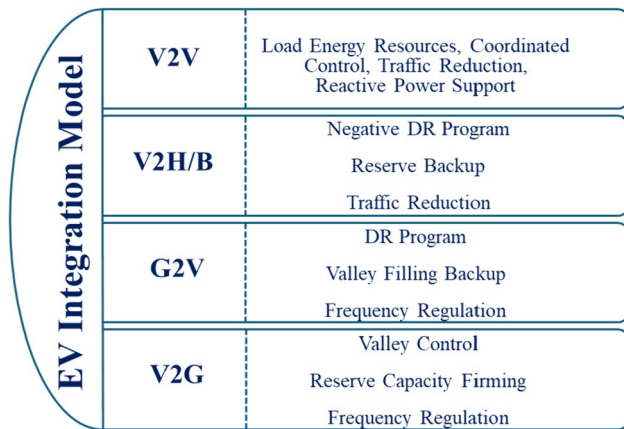 EV Integration Model
V2V
Load Energy Resources, Coordinated
Control, Traffic Reduction,
Reactive Power Support
V2H/B
Negative DR Program
Reserve Backup
Traffic Reduction
G2V
DR Program
Valley Filling Backup
Frequency Regulation
V2G
Valley Control
Reserve Capacity Firming
Frequency Regulation